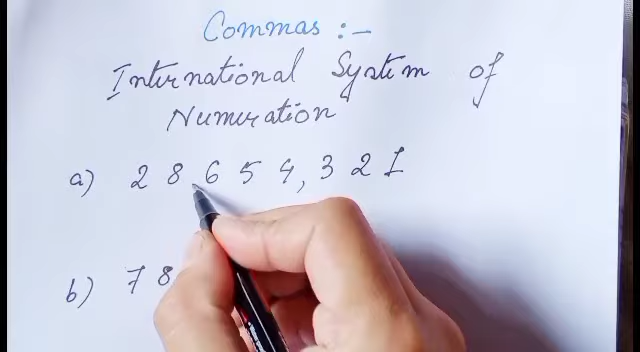 Commas :-
International System of
Numeration
a) 2 8 6 5 4, 3 2 1
b) 7 8